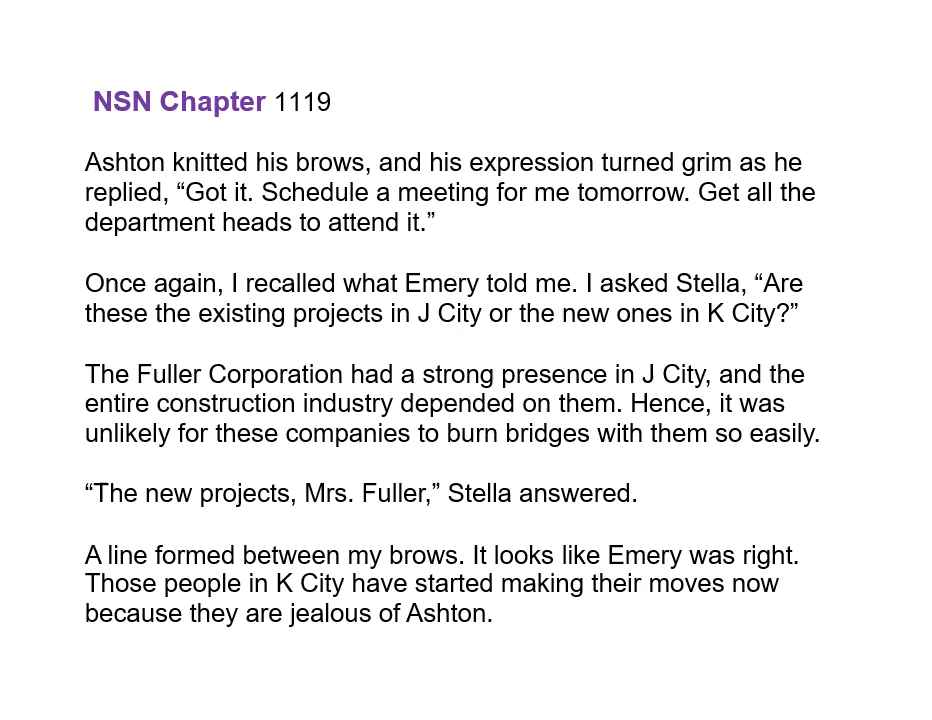 NSN Chapter 1119
Ashton knitted his brows, and his expression turned grim as he
replied, “Got it. Schedule a meeting for me tomorrow. Get all the
department heads to attend it.”
Once again, I recalled what Emery told me. I asked Stella, “Are
these the existing projects in J City or the new ones in K City?”
The Fuller Corporation had a strong presence in J City, and the
entire construction industry depended on them. Hence, it was
unlikely for these companies to burn bridges with them so easily.
“The new projects, Mrs. Fuller,” Stella answered.
A line formed between my brows. It looks like Emery was right.
Those people in K City have started making their moves now
because they are jealous of Ashton.